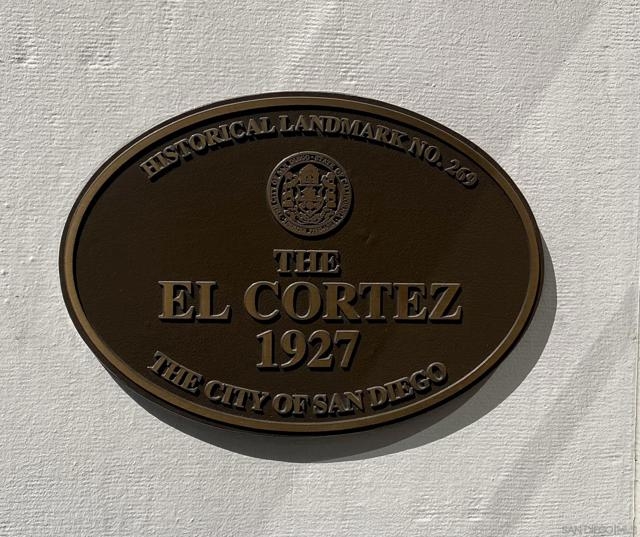 HISTORICAL LANDMARK NO. 269
THE
EL CORTEZ
1927
THE CITY OF SAN DIEGO